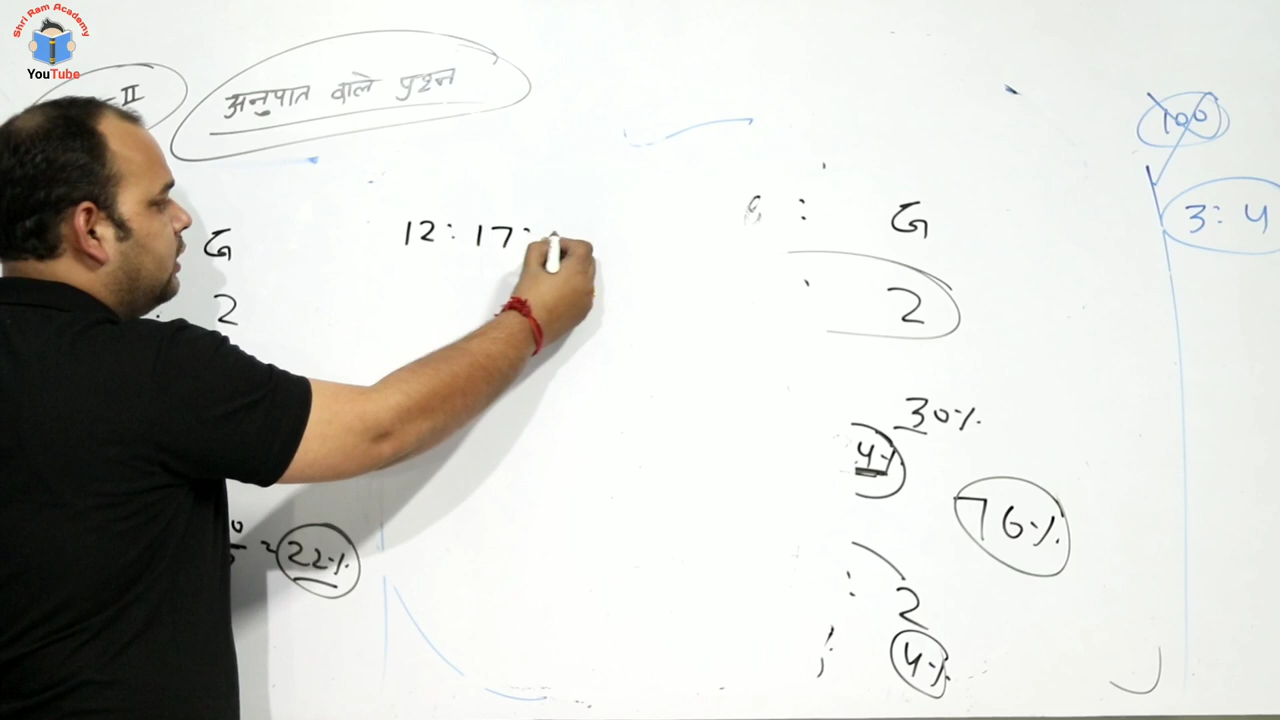 Shri Ram Academy
YouTube
-II
अनुपात वाले प्रश्न
100
3:4
G
12:17:
: G
2
: 2
30%
4%
76%
22%
: 2
4%